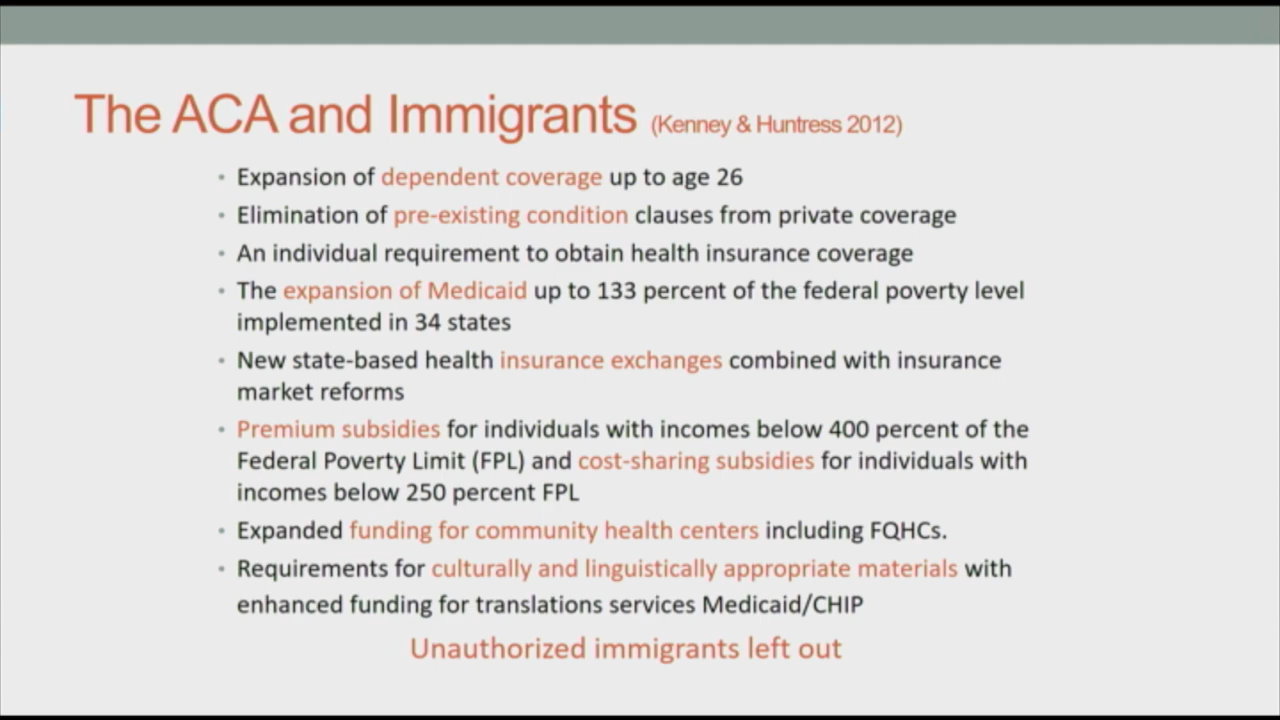 The ACA and Immigrants (Kenney & Huntress 2012)
• Expansion of dependent coverage up to age 26
• Elimination of pre-existing condition clauses from private coverage
• An individual requirement to obtain health insurance coverage
• The expansion of Medicaid up to 133 percent of the federal poverty level
implemented in 34 states
• New state-based health insurance exchanges combined with insurance
market reforms
• Premium subsidies for individuals with incomes below 400 percent of the
Federal Poverty Limit (FPL) and cost-sharing subsidies for individuals with
incomes below 250 percent FPL
• Expanded funding for community health centers including FQHCs.
• Requirements for culturally and linguistically appropriate materials with
enhanced funding for translations services Medicaid/CHIP
Unauthorized immigrants left out